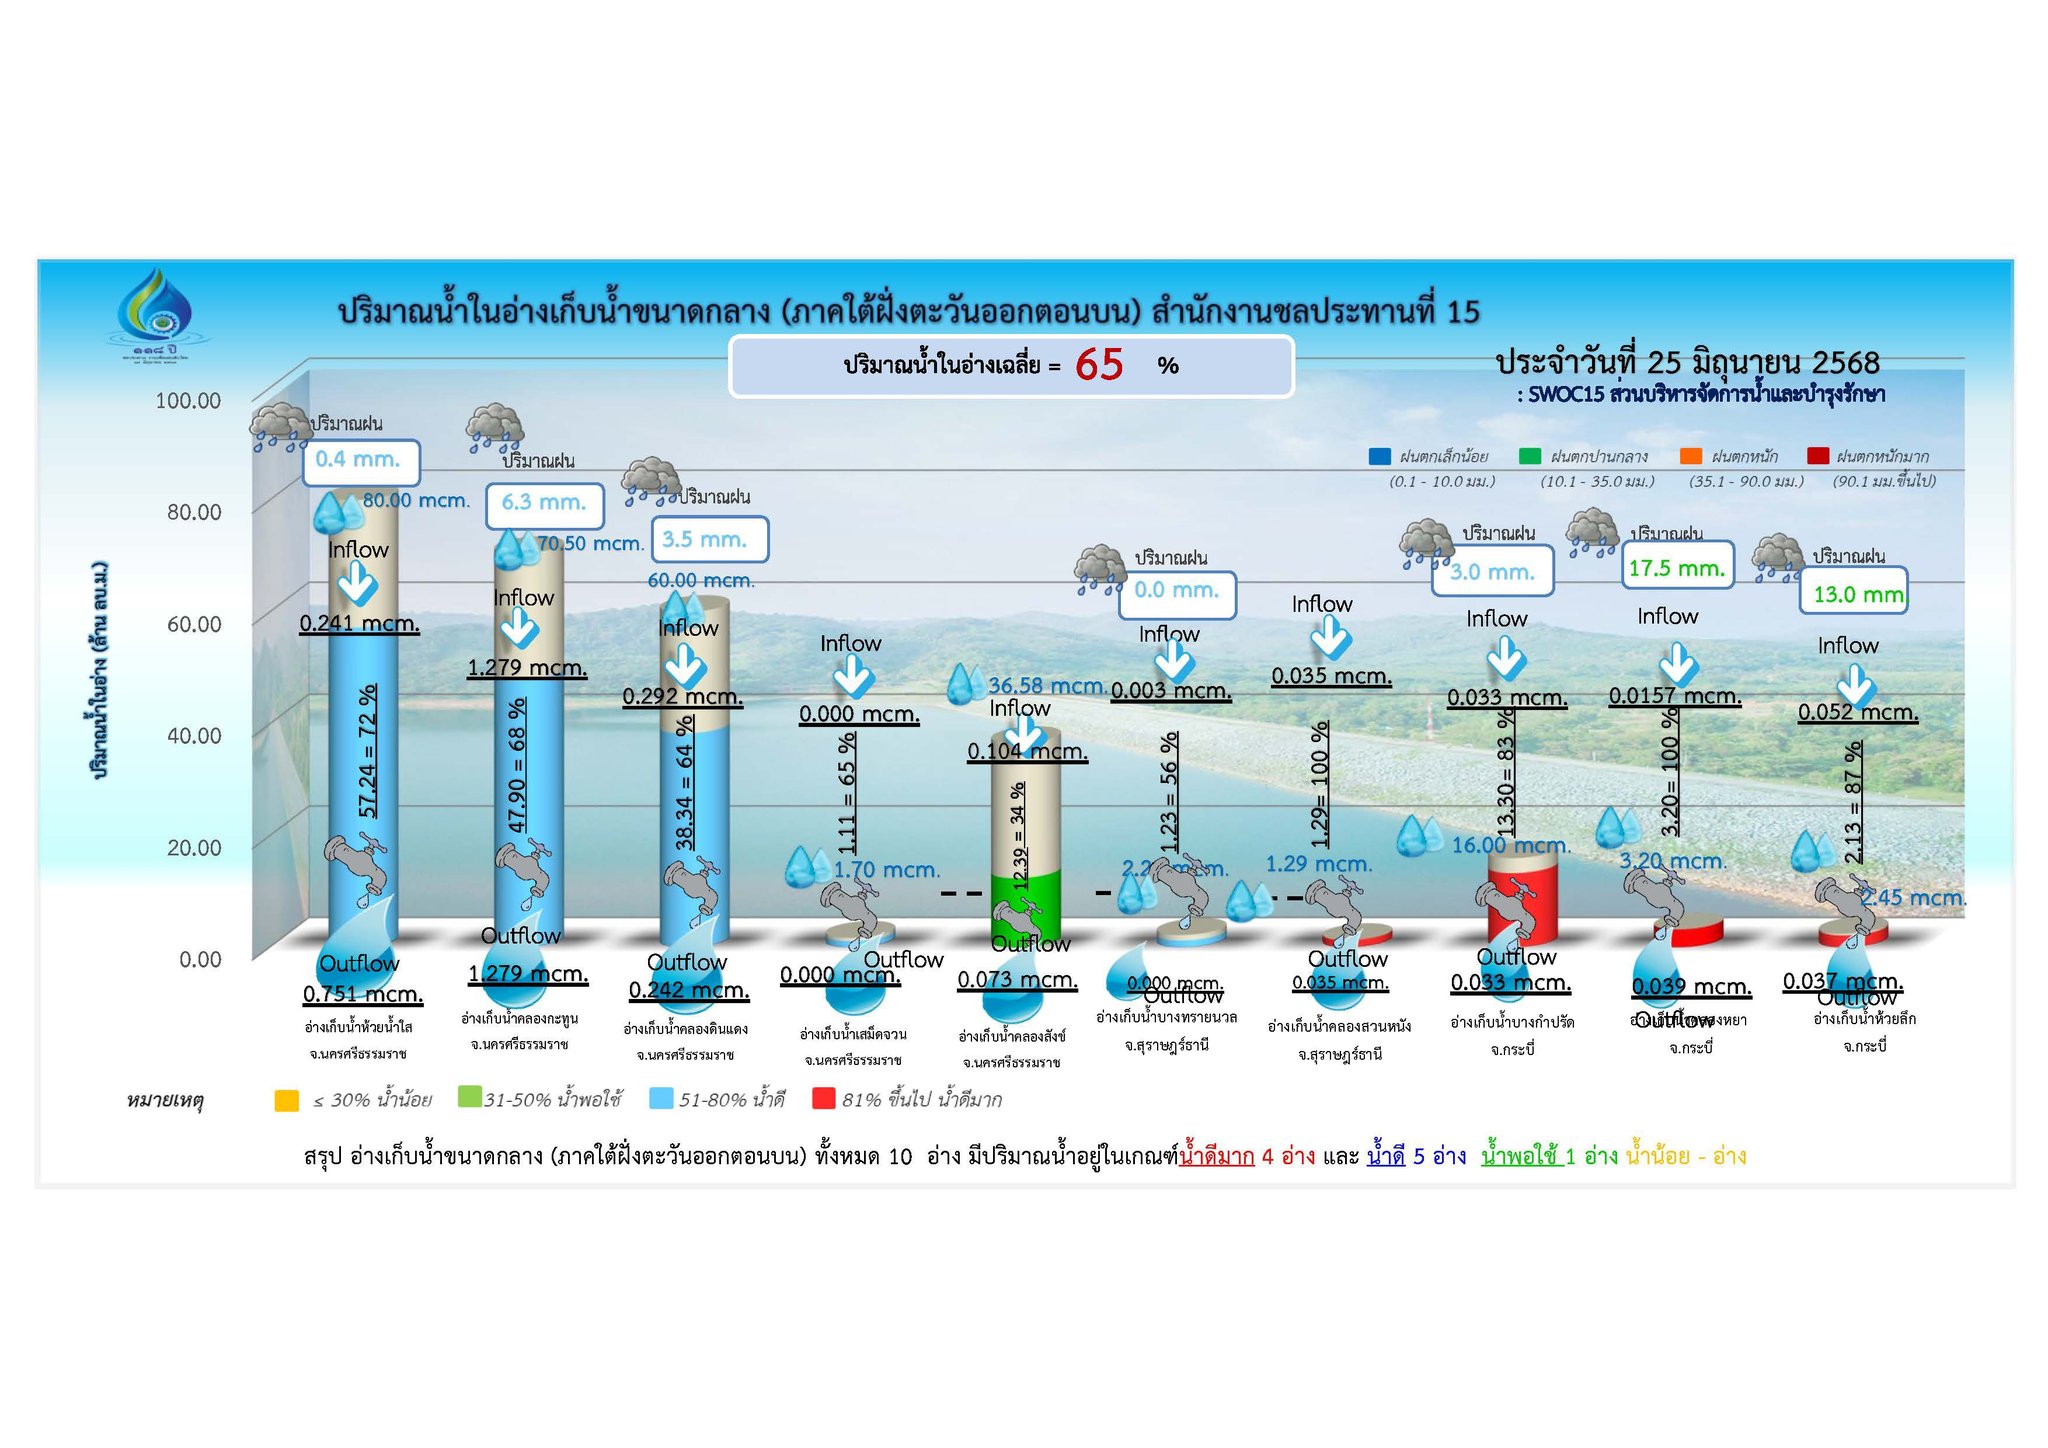 ปริมาณน้ำในอ่างเก็บน้ำขนาดกลาง (ภาคใต้ฝั่งตะวันออกตอนบน) สำนักงานชลประทานที่ 15
๑๑๘ ปี
ปริมาณน้ำในอ่างเฉลี่ย = 65 %
ประจำวันที่ 25 มิถุนายน 2568
: SWOC15 ส่วนบริหารจัดการน้ำและบำรุงรักษา
ฝนตกเล็กน้อย (0.1 - 10.0 มม.)
ฝนตกปานกลาง (10.1 - 35.0 มม.)
ฝนตกหนัก (35.1 - 90.0 มม.)
ฝนตกหนักมาก (90.1 มม.ขึ้นไป)
ปริมาณน้ำในอ่าง (ล้าน ลบ.ม.)
100.00
80.00
60.00
40.00
20.00
0.00
ปริมาณฝน
0.4 mm.
80.00 mcm.
Inflow
0.241 mcm.
57.24 = 72 %
Outflow
0.751 mcm.
อ่างเก็บน้ำห้วยน้ำใส
จ.นครศรีธรรมราช
ปริมาณฝน
6.3 mm.
70.50 mcm.
Inflow
1.279 mcm.
47.90 = 68 %
Outflow
1.279 mcm.
อ่างเก็บน้ำคลองกะทูน
จ.นครศรีธรรมราช
ปริมาณฝน
3.5 mm.
60.00 mcm.
Inflow
0.292 mcm.
38.34 = 64 %
Outflow
0.242 mcm.
อ่างเก็บน้ำคลองดินแดง
จ.นครศรีธรรมราช
Inflow
0.000 mcm.
1.11 = 65 %
1.70 mcm.
Outflow
0.000 mcm.
อ่างเก็บน้ำเสม็ดจวน
จ.นครศรีธรรมราช
36.58 mcm.
Inflow
0.104 mcm.
12.39 = 34 %
Outflow
0.073 mcm.
อ่างเก็บน้ำคลองสังข์
จ.นครศรีธรรมราช
ปริมาณฝน
0.0 mm.
Inflow
0.003 mcm.
1.23 = 56 %
0.000 mcm.
Outflow
อ่างเก็บน้ำบางทรายนวล
จ.สุราษฎร์ธานี
Inflow
0.035 mcm.
1.29= 100 %
1.29 mcm.
Outflow
0.035 mcm.
อ่างเก็บน้ำคลองสวนหนัง
จ.สุราษฎร์ธานี
ปริมาณฝน
3.0 mm.
Inflow
0.033 mcm.
13.30= 83 %
16.00 mcm.
Outflow
0.033 mcm.
อ่างเก็บน้ำบางกำปรัด
จ.กระบี่
ปริมาณฝน
17.5 mm.
Inflow
0.0157 mcm.
3.20= 100 %
3.20 mcm.
0.039 mcm.
Outflow
อ่างเก็บน้ำคลองหยา
จ.กระบี่
ปริมาณฝน
13.0 mm.
Inflow
0.052 mcm.
2.13 = 87 %
2.45 mcm.
0.037 mcm.
Outflow
อ่างเก็บน้ำห้วยลึก
จ.กระบี่
หมายเหตุ ≤ 30% น้ำน้อย 31-50% น้ำพอใช้ 51-80% น้ำดี 81% ขึ้นไป น้ำดีมาก
สรุป อ่างเก็บน้ำขนาดกลาง (ภาคใต้ฝั่งตะวันออกตอนบน) ทั้งหมด 10 อ่าง มีปริมาณน้ำอยู่ในเกณฑ์น้ำดีมาก 4 อ่าง และ น้ำดี 5 อ่าง น้ำพอใช้ 1 อ่าง น้ำน้อย - อ่าง